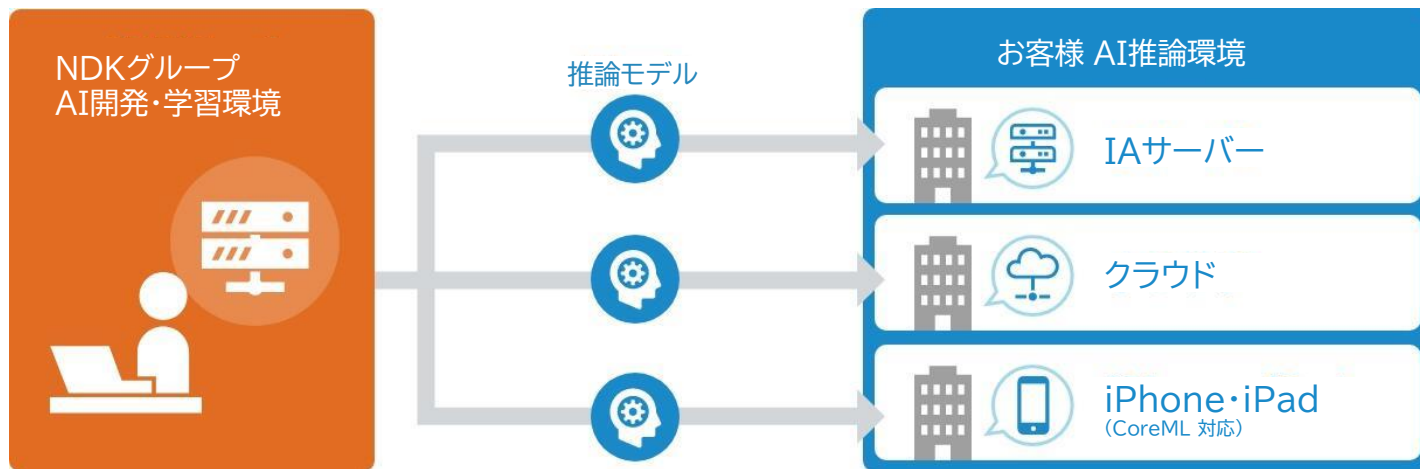 NDKグループ
AI開発・学習環境
推論モデル
お客様 AI推論環境
IAサーバー
クラウド
iPhone・iPad
(CoreML 対応)